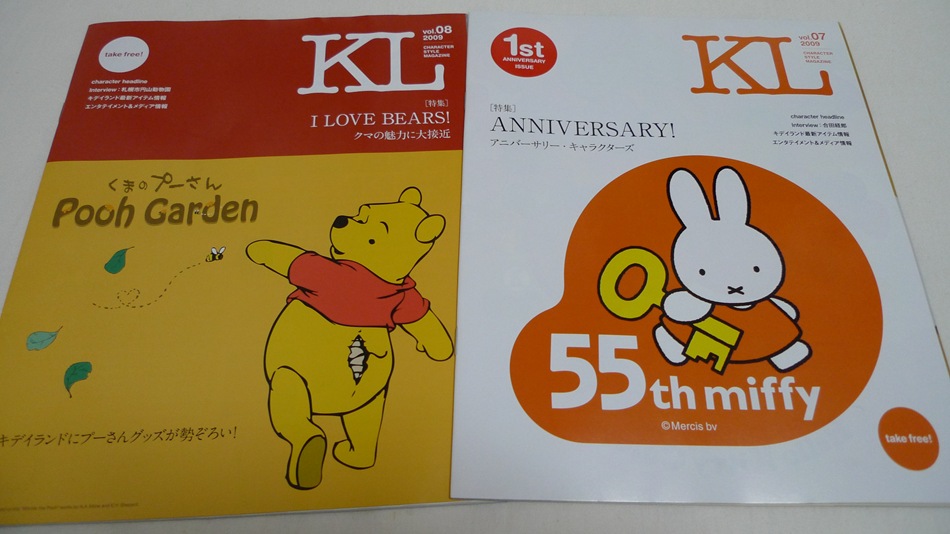 take free!
KL
vol.08
2009
CHARACTER
STYLE
MAGAZINE
character headline
Interview：札幌市円山動物園
キデイランド最新アイテム情報
エンタテイメント&メディア情報
[特集]
I LOVE BEARS!
クマの魅力に大接近
くまのプーさん
Pooh Garden
キデイランドにプーさんグッズが勢ぞろい!
1st
ANNIVERSARY
ISSUE
KL
vol.07
2009
CHARACTER
STYLE
MAGAZINE
[特集]
ANNIVERSARY!
アニバーサリー・キャラクターズ
character headline
Interview：合田経郎
キデイランド最新アイテム情報
エンタテイメント&メディア情報
55th miffy
©Mercis bv
take free!